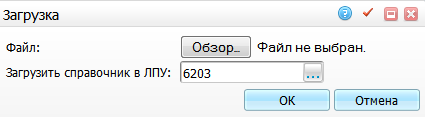 Загрузка
Файл: Обзор... Файл не выбран.
Загрузить справочник в ЛПУ: 6203 ...
ОК Отмена